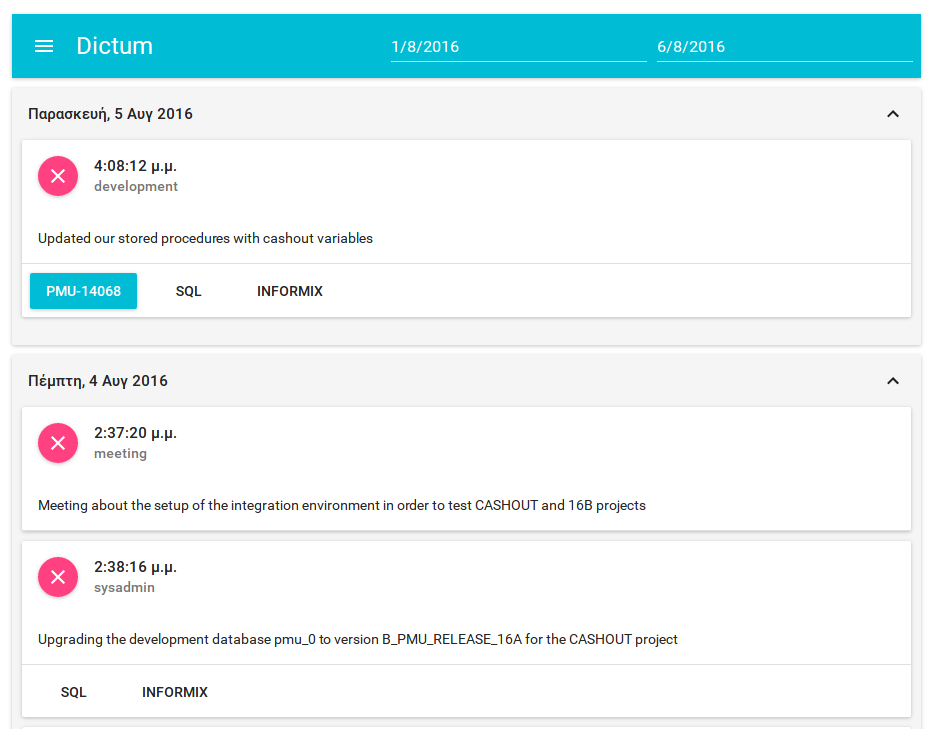 Dictum 1/8/2016 6/8/2016
Παρασκευή, 5 Αυγ 2016
4:08:12 μ.μ.
development
Updated our stored procedures with cashout variables
PMU-14068 SQL INFORMIX
Πέμπτη, 4 Αυγ 2016
2:37:20 μ.μ.
meeting
Meeting about the setup of the integration environment in order to test CASHOUT and 16B projects
2:38:16 μ.μ.
sysadmin
Upgrading the development database pmu_0 to version B_PMU_RELEASE_16A for the CASHOUT project
SQL INFORMIX